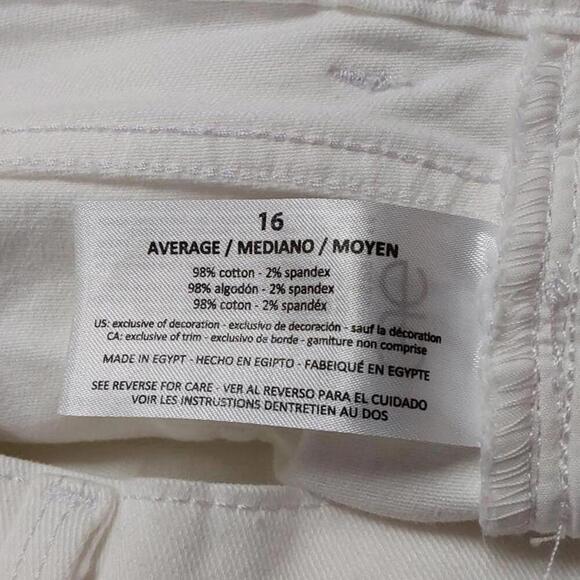 16
AVERAGE / MEDIANO / MOYEN
98% cotton - 2% spandex
98% algodón - 2% spandex
98% coton - 2% spandéx
US: exclusive of decoration - exclusivo de decoración - sauf la décoration
CA: exclusive of trim - exclusivo de borde - garniture non comprise
MADE IN EGYPT - HECHO EN EGIPTO - FABEIQUÉ EN EGYPTE
SEE REVERSE FOR CARE - VER AL REVERSO PARA EL CUIDADO
VOIR LES INSTRUCTIONS DENTRETIEN AU DOS